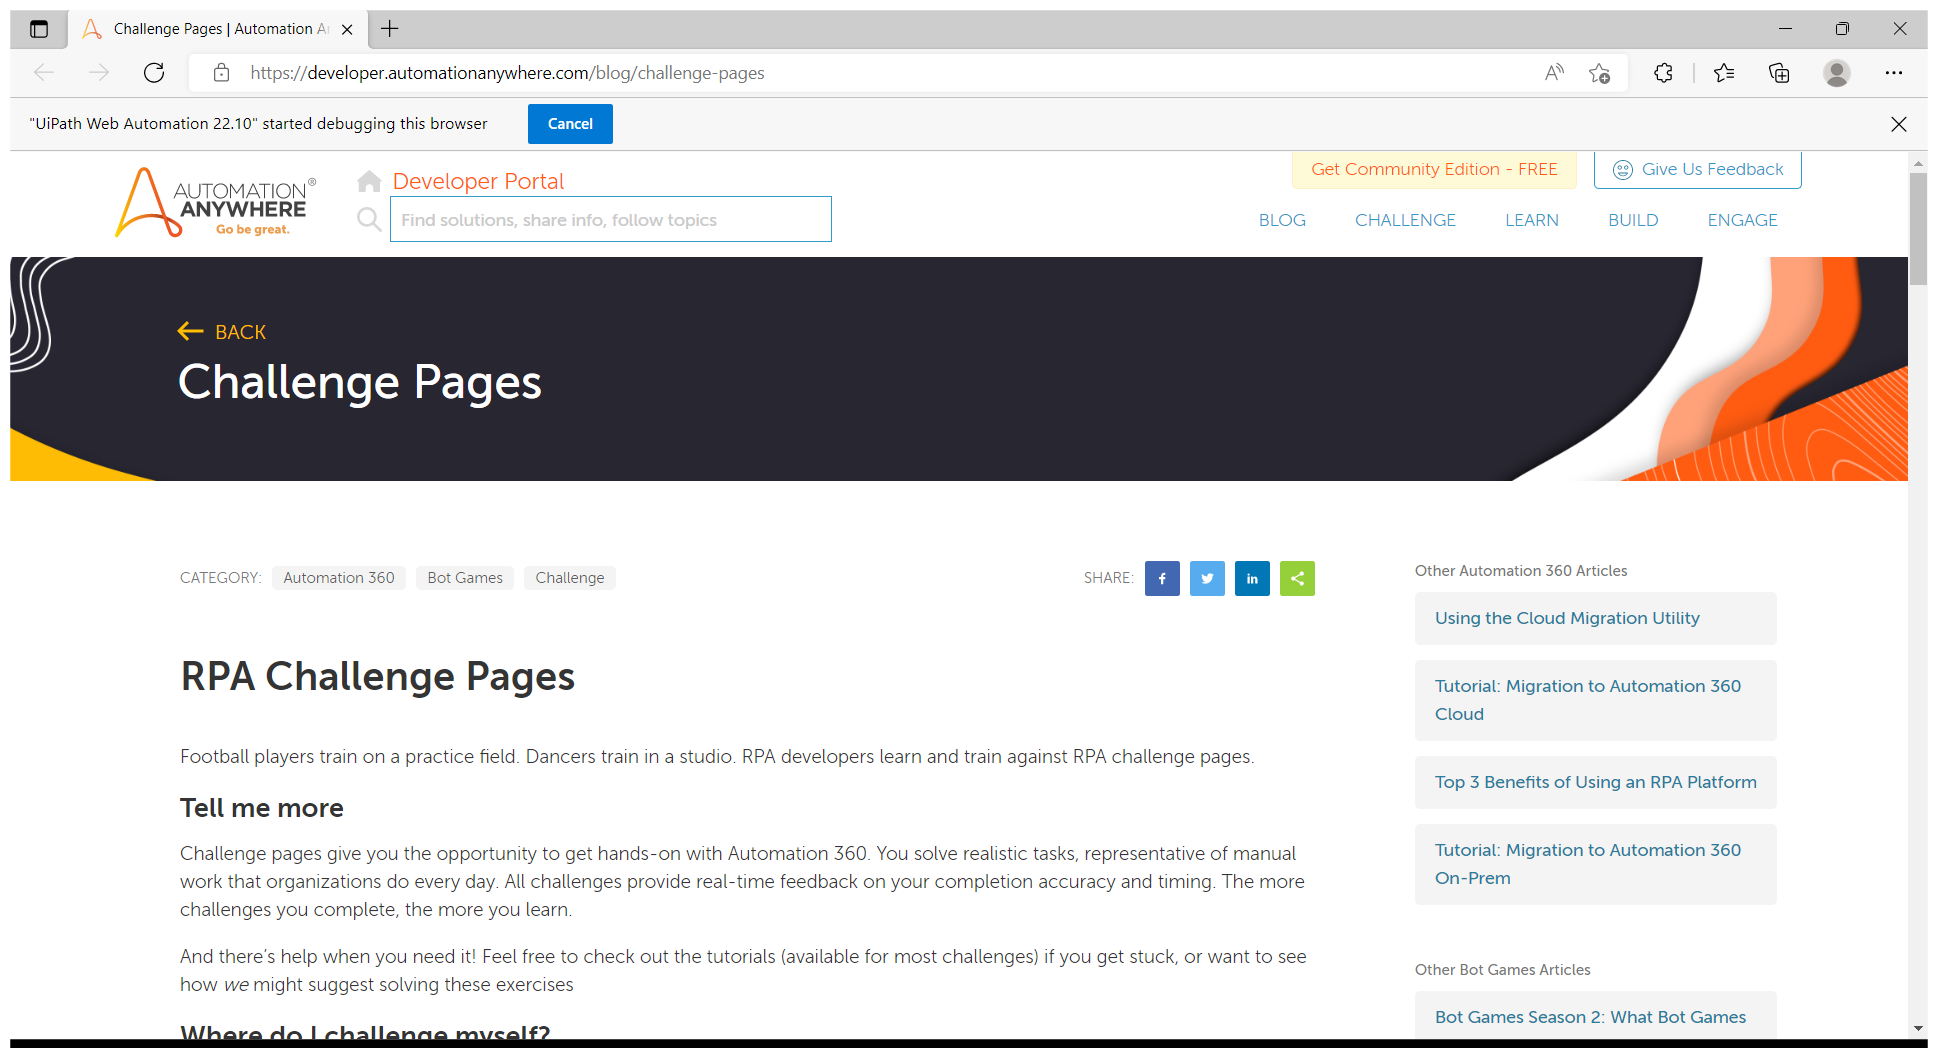 Challenge Pages | Automation A
https://developer.automationanywhere.com/blog/challenge-pages
"UiPath Web Automation 22.10" started debugging this browser
Cancel
AUTOMATION®
ANYWHERE
Go be great.
Developer Portal
Find solutions, share info, follow topics
Get Community Edition - FREE
Give Us Feedback
BLOG CHALLENGE LEARN BUILD ENGAGE
BACK
Challenge Pages
CATEGORY: Automation 360 Bot Games Challenge
SHARE:
RPA Challenge Pages
Football players train on a practice field. Dancers train in a studio. RPA developers learn and train against RPA challenge pages.
Tell me more
Challenge pages give you the opportunity to get hands-on with Automation 360. You solve realistic tasks, representative of manual
work that organizations do every day. All challenges provide real-time feedback on your completion accuracy and timing. The more
challenges you complete, the more you learn.
And there's help when you need it! Feel free to check out the tutorials (available for most challenges) if you get stuck, or want to see
how we might suggest solving these exercises
Where do I challenge myself?
Other Automation 360 Articles
Using the Cloud Migration Utility
Tutorial: Migration to Automation 360
Cloud
Top 3 Benefits of Using an RPA Platform
Tutorial: Migration to Automation 360
On-Prem
Other Bot Games Articles
Bot Games Season 2: What Bot Games